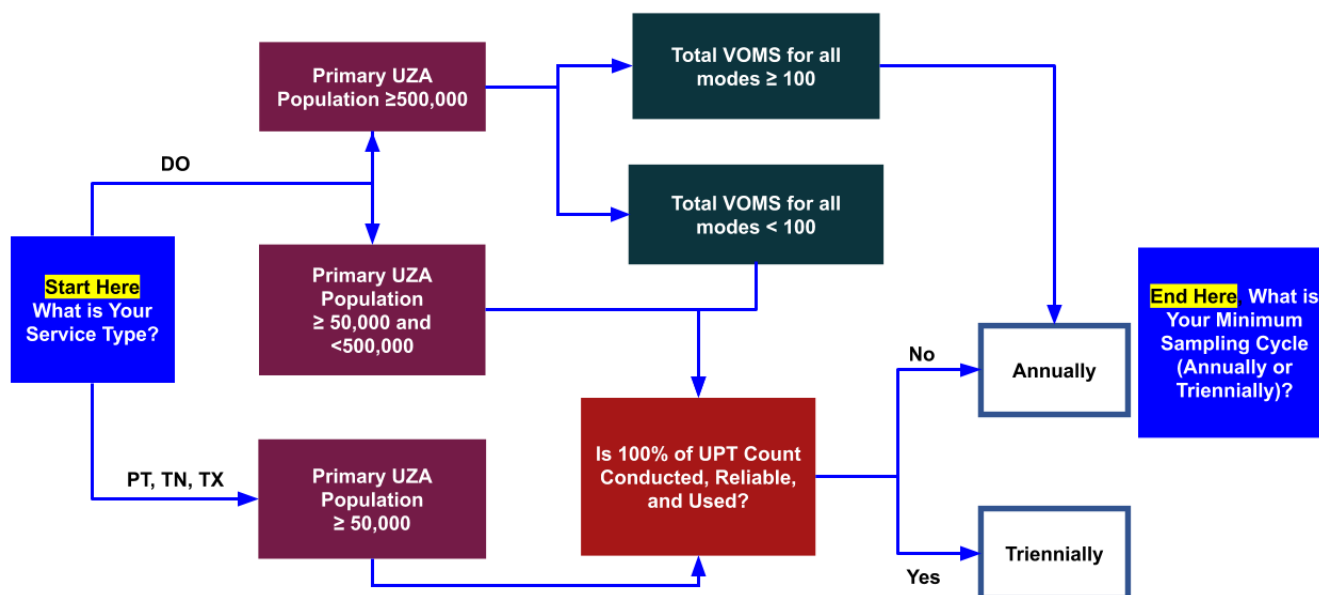 Start Here
What is Your
Service Type?
DO
PT, TN, TX
Primary UZA
Population ≥500,000
Primary UZA
Population
≥ 50,000 and
<500,000
Primary UZA
Population
≥ 50,000
Total VOMS for all
modes ≥ 100
Total VOMS for all
modes < 100
Is 100% of UPT Count
Conducted, Reliable,
and Used?
No
Yes
Annually
Triennially
End Here, What is
Your Minimum
Sampling Cycle
(Annually or
Triennially)?